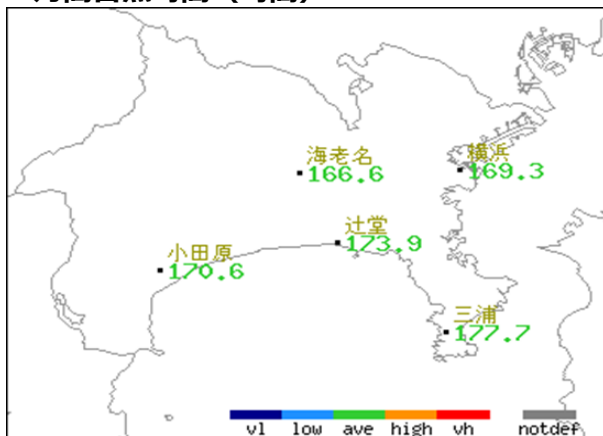 海老名
166.6
横浜
169.3
辻堂
173.9
小田原
170.6
三浦
177.7
vl low ave high vh notdef